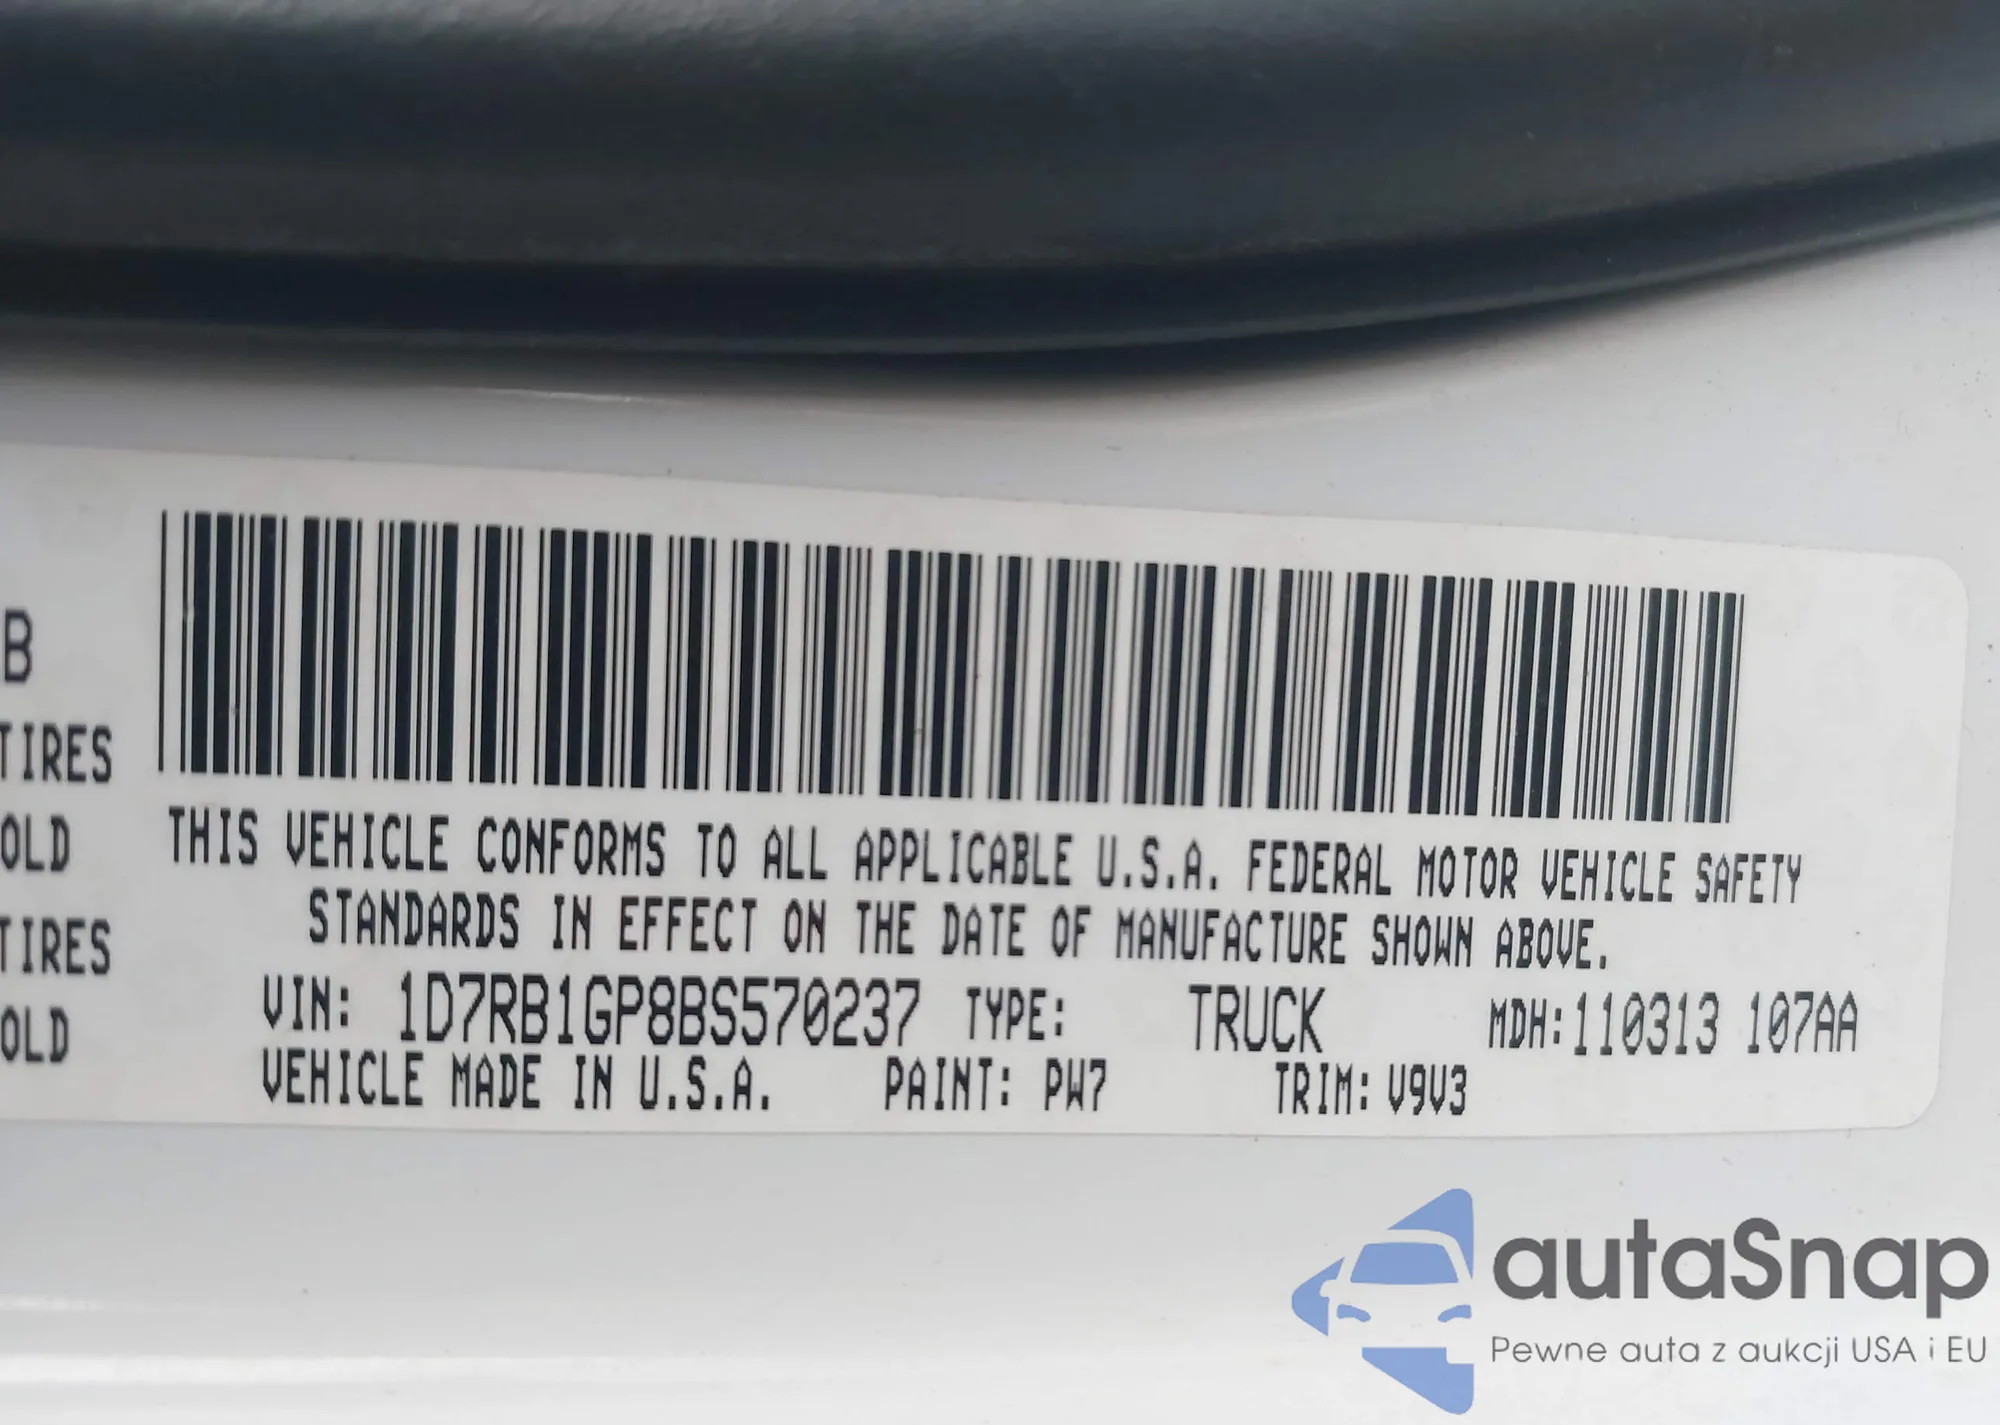 B
TIRES
OLD
TIRES
OLD
THIS VEHICLE CONFORMS TO ALL APPLICABLE U.S.A. FEDERAL MOTOR VEHICLE SAFETY
STANDARDS IN EFFECT ON THE DATE OF MANUFACTURE SHOWN ABOVE.
VIN: 1D7RB1GP8BS570237 TYPE: TRUCK MDH:110313 107AA
VEHICLE MADE IN U.S.A. PAINT: PW7 TRIM: V9V3
autaSnap
Pewne auta z aukcji USA i EU